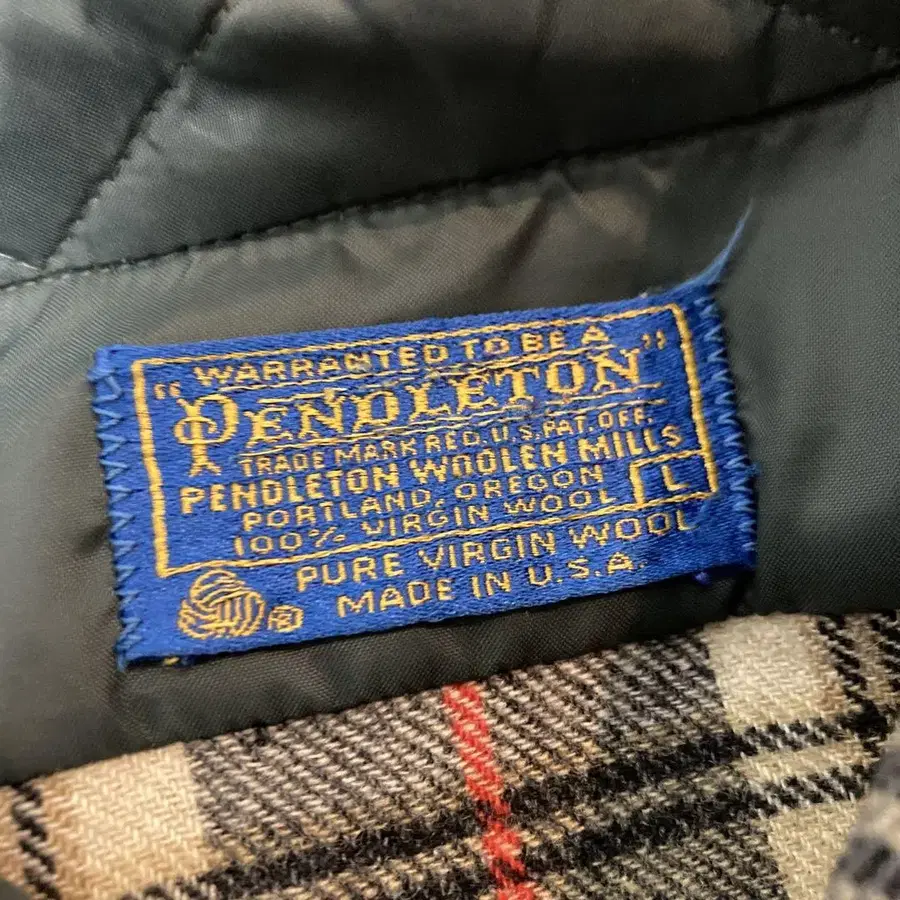 "WARRANTED TO BE A
PENDLETON"
TRADE MARK REG. U.S. PAT. OFF.
PENDLETON WOOLEN MILLS
PORTLAND, OREGON
100% VIRGIN WOOL L
PURE VIRGIN WOOL
® MADE IN U.S.A.